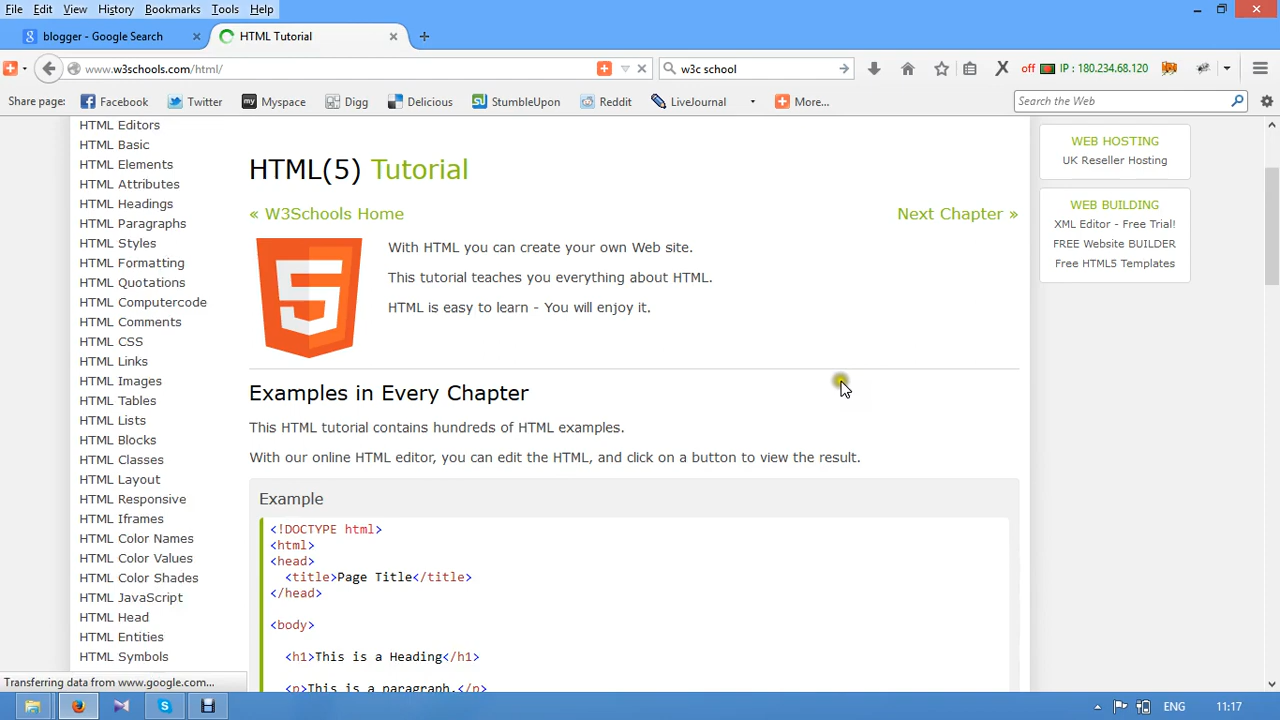 File Edit View History Bookmarks Tools Help
blogger - Google Search
HTML Tutorial
www.w3schools.com/html/
w3c school
off IP : 180.234.68.120
Share page: Facebook Twitter Myspace Digg Delicious StumbleUpon Reddit LiveJournal More...
Search the Web
HTML Editors
HTML Basic
HTML Elements
HTML Attributes
HTML Headings
HTML Paragraphs
HTML Styles
HTML Formatting
HTML Quotations
HTML Computercode
HTML Comments
HTML CSS
HTML Links
HTML Images
HTML Tables
HTML Lists
HTML Blocks
HTML Classes
HTML Layout
HTML Responsive
HTML Iframes
HTML Color Names
HTML Color Values
HTML Color Shades
HTML JavaScript
HTML Head
HTML Entities
HTML Symbols
HTML(5) Tutorial
« W3Schools Home
Next Chapter »
5
With HTML you can create your own Web site.
This tutorial teaches you everything about HTML.
HTML is easy to learn - You will enjoy it.
Examples in Every Chapter
This HTML tutorial contains hundreds of HTML examples.
With our online HTML editor, you can edit the HTML, and click on a button to view the result.
Example
<!DOCTYPE html>
<html>
<head>
<title>Page Title</title>
</head>
<body>
<h1>This is a Heading</h1>
<p>This is a paragraph.</p>
WEB HOSTING
UK Reseller Hosting
WEB BUILDING
XML Editor - Free Trial!
FREE Website BUILDER
Free HTML5 Templates
Transferring data from www.google.com...
ENG 11:17